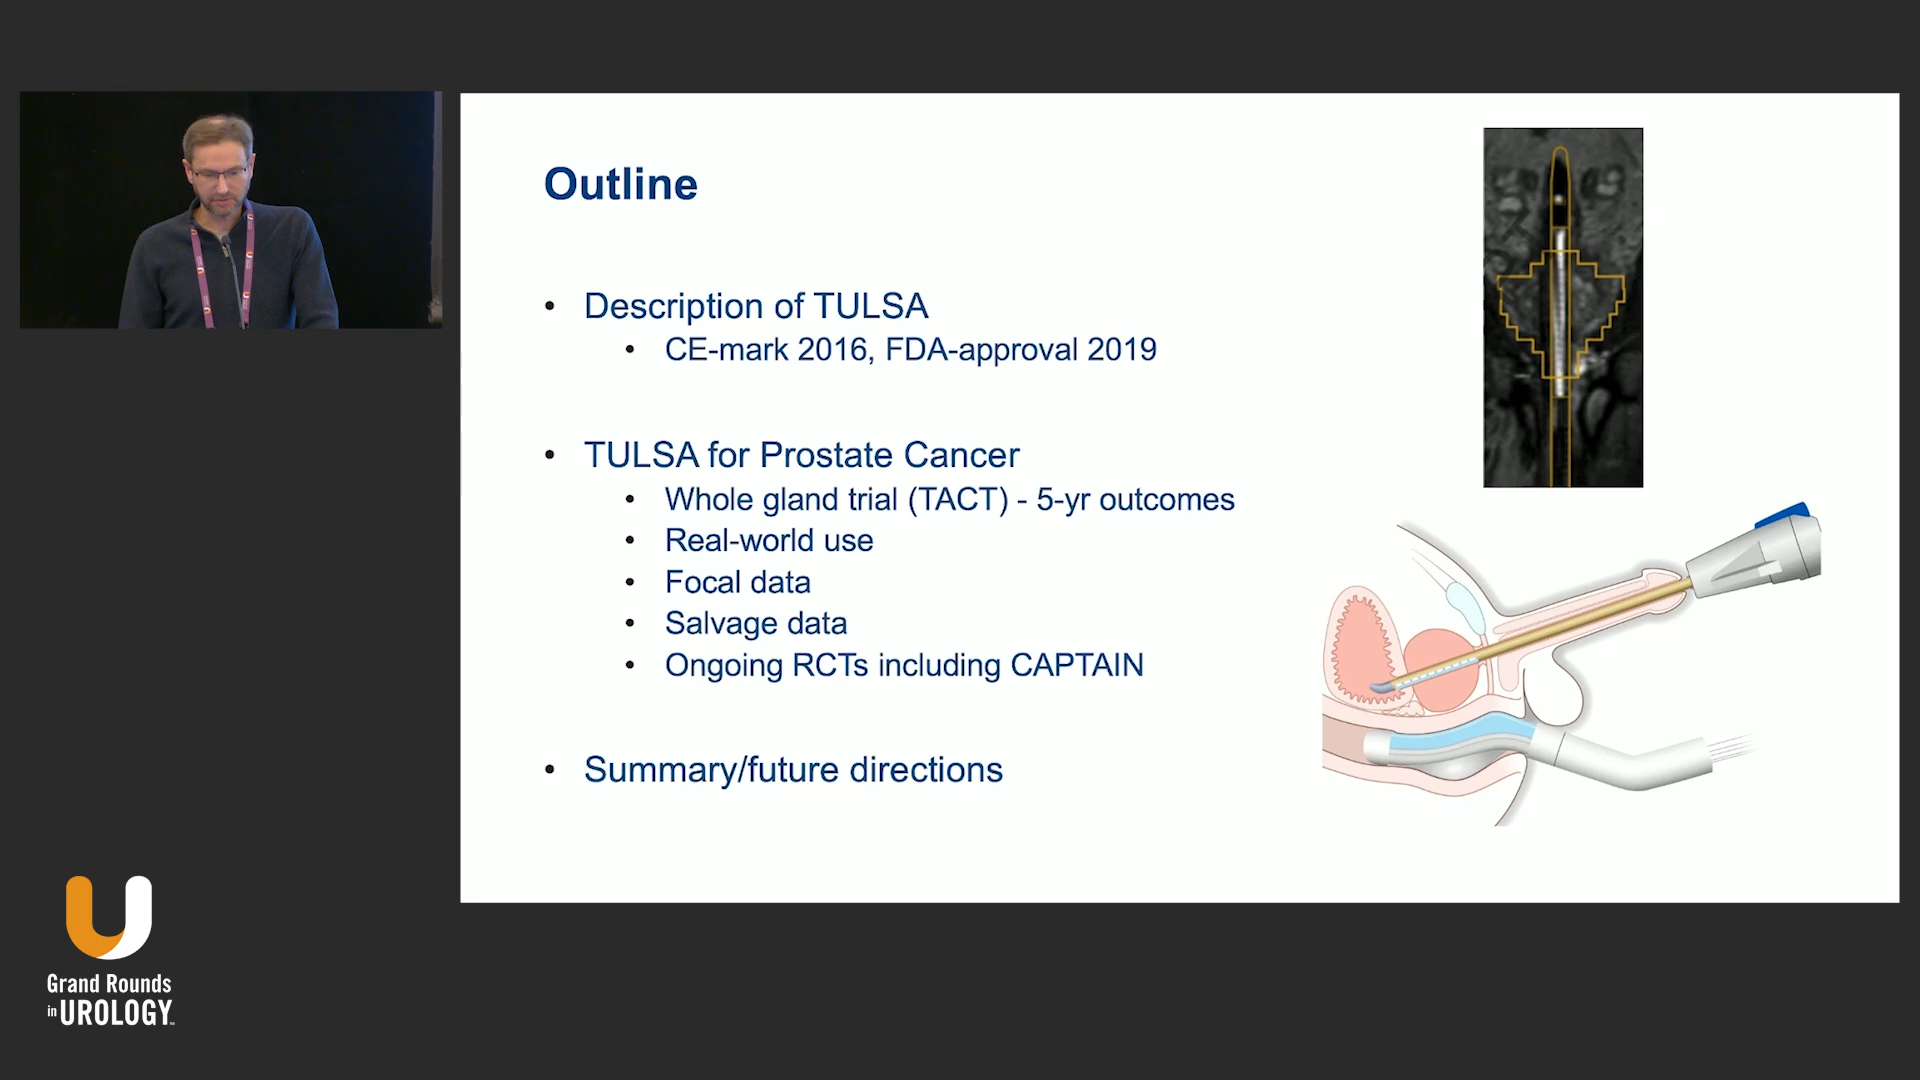 Outline
• Description of TULSA
• CE-mark 2016, FDA-approval 2019
• TULSA for Prostate Cancer
• Whole gland trial (TACT) - 5-yr outcomes
• Real-world use
• Focal data
• Salvage data
• Ongoing RCTs including CAPTAIN
• Summary/future directions
Grand Rounds
in UROLOGY™